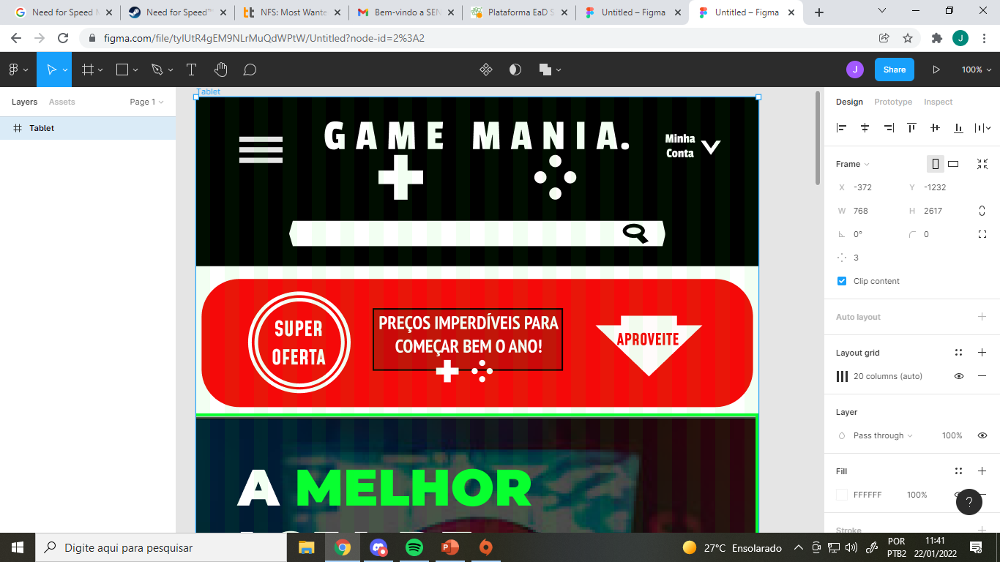 Need for Speed M
Need for Speed™
NFS: Most Wante
Bem-vindo a SEN
Plataforma EaD S
Untitled – Figma
Untitled – Figma
figma.com/file/tylUtR4gEM9NLrMuQdWPtW/Untitled?node-id=2%3A2
J
J
Share
100%
Layers
Assets
Page 1
Tablet
Tablet
GAME MANIA.
Minha
Conta
SUPER
OFERTA
PREÇOS IMPERDÍVEIS PARA
COMEÇAR BEM O ANO!
APROVEITE
A MELHOR
Design
Prototype
Inspect
Frame
X -372
Y -1232
W 768
H 2617
0°
0
3
Clip content
Auto layout
Layout grid
20 columns (auto)
Layer
Pass through
100%
Fill
FFFFFF
100%
?
Stroke
Digite aqui para pesquisar
27°C Ensolarado
POR
PTB2
11:41
22/01/2022